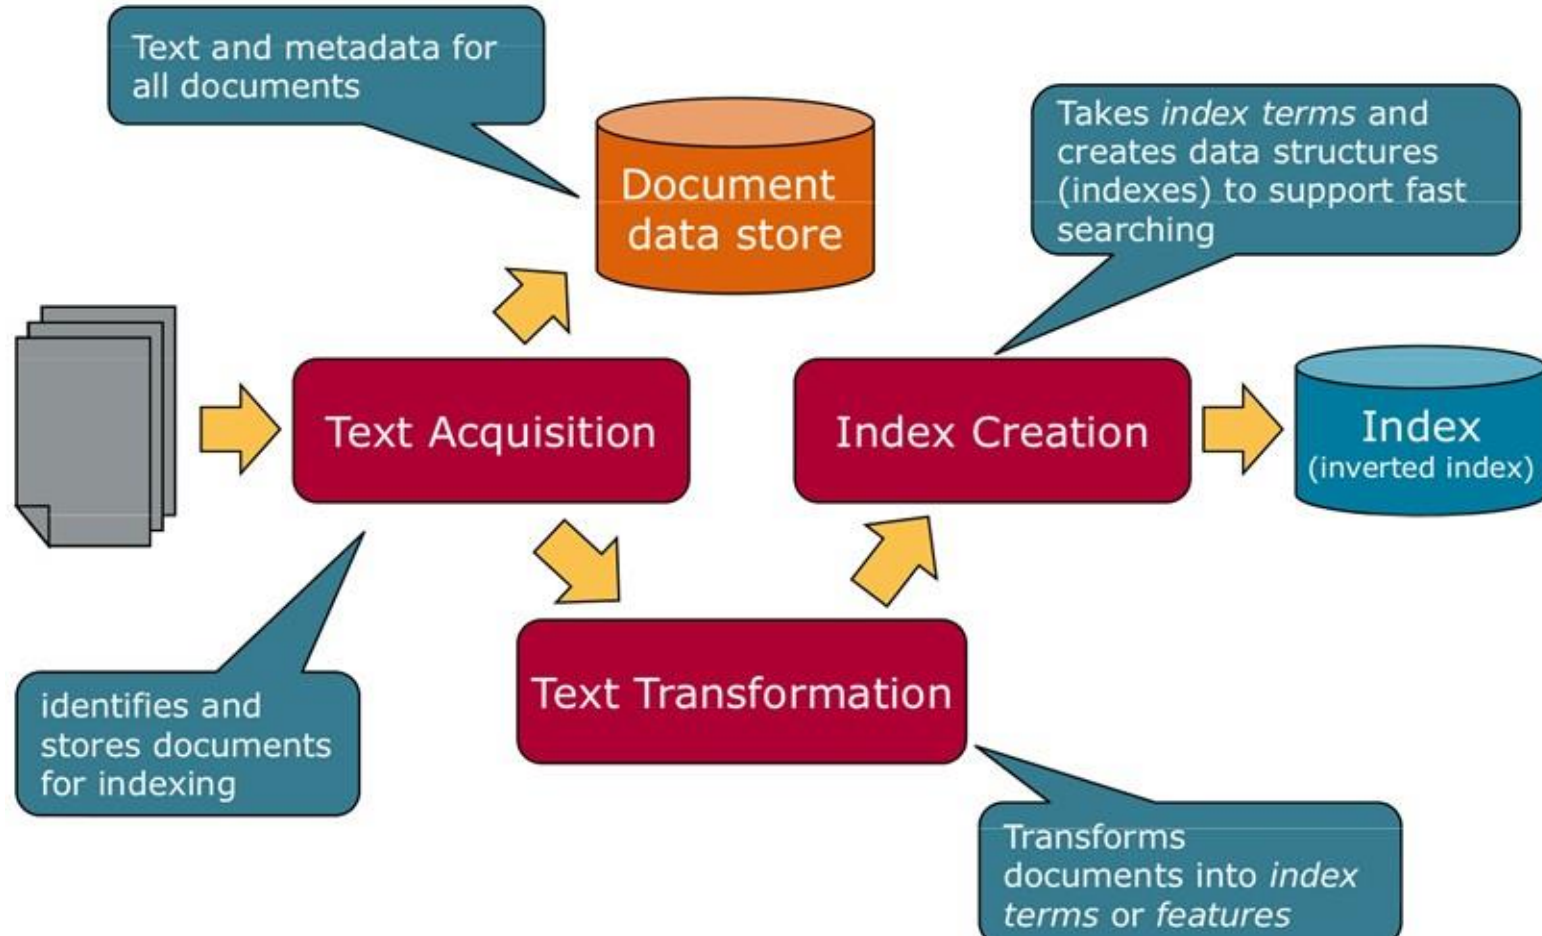 Text and metadata for
all documents
Document
data store
Takes index terms and
creates data structures
(indexes) to support fast
searching
Text Acquisition
Index Creation
Index
(inverted index)
identifies and
stores documents
for indexing
Text Transformation
Transforms
documents into index
terms or features